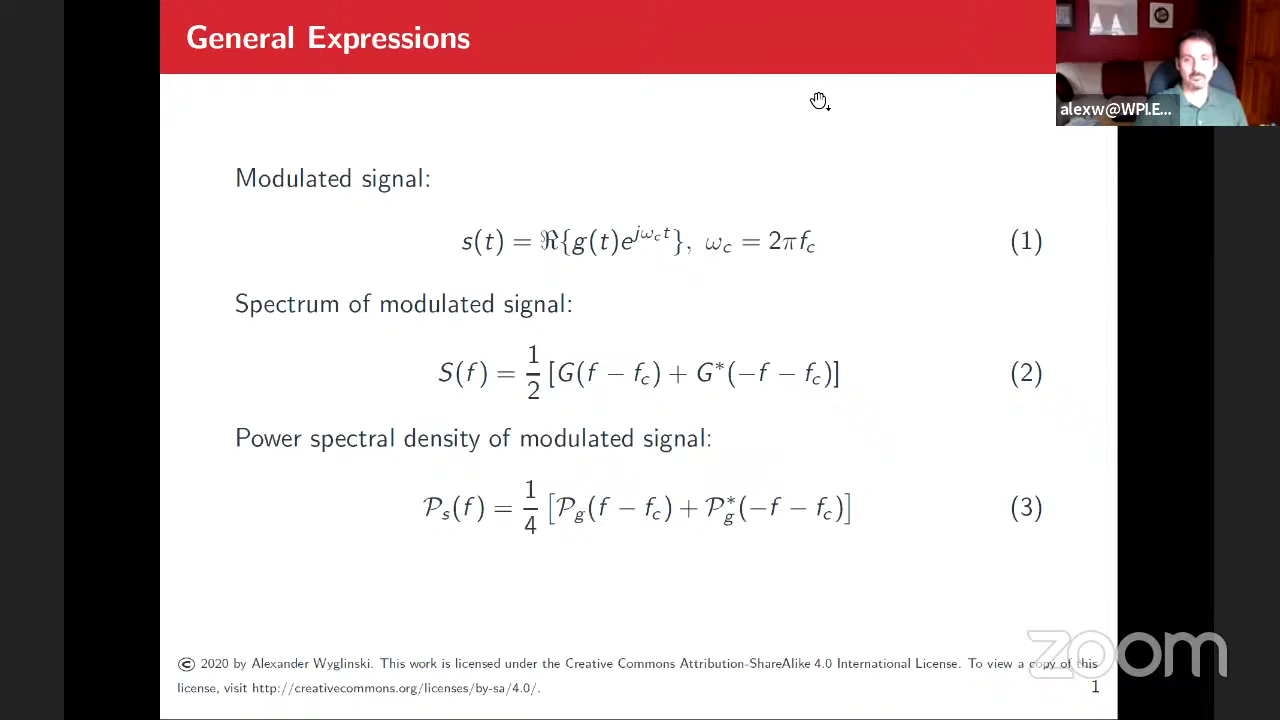 General Expressions
alexw@WPI.E...
Modulated signal:
s(t) = ℜ{g(t)e^{jω_c t}}, ω_c = 2πf_c (1)
Spectrum of modulated signal:
S(f) = 1/2 [G(f − f_c) + G*(−f − f_c)] (2)
Power spectral density of modulated signal:
𝒫_s(f) = 1/4 [𝒫_g(f − f_c) + 𝒫_g*(−f − f_c)] (3)
zoom
© 2020 by Alexander Wyglinski. This work is licensed under the Creative Commons Attribution-ShareAlike 4.0 International License. To view a copy of this
license, visit http://creativecommons.org/licenses/by-sa/4.0/.
1